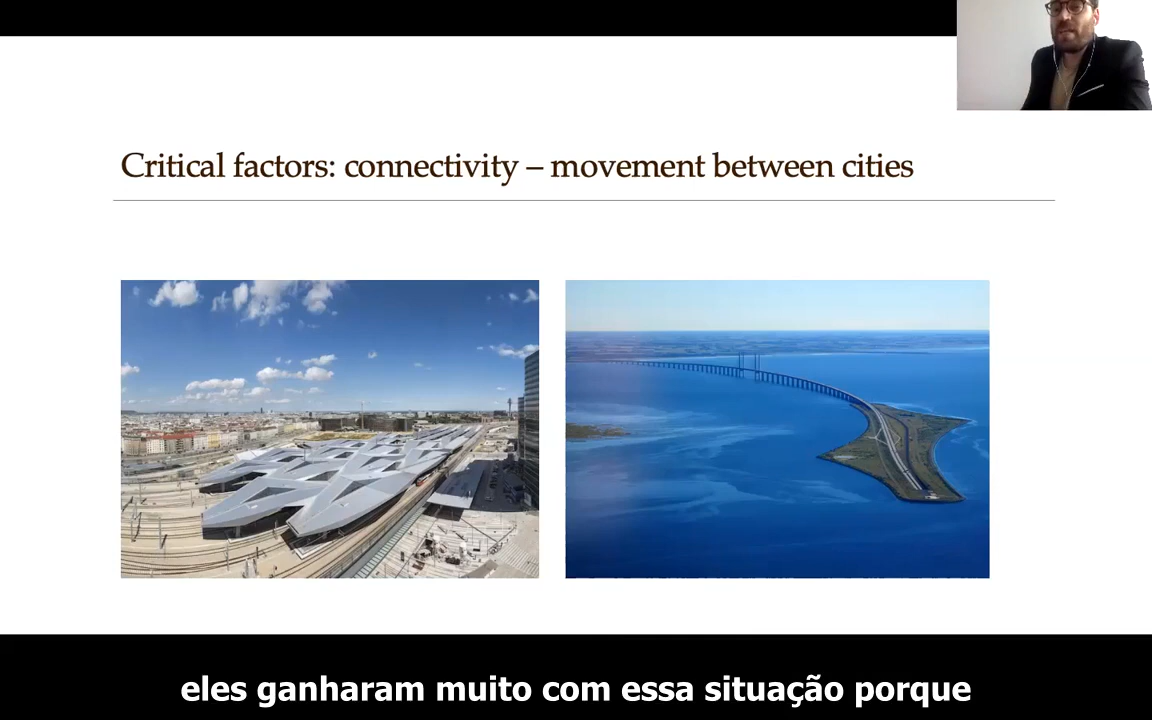 Critical factors: connectivity – movement between cities
eles ganharam muito com essa situação porque